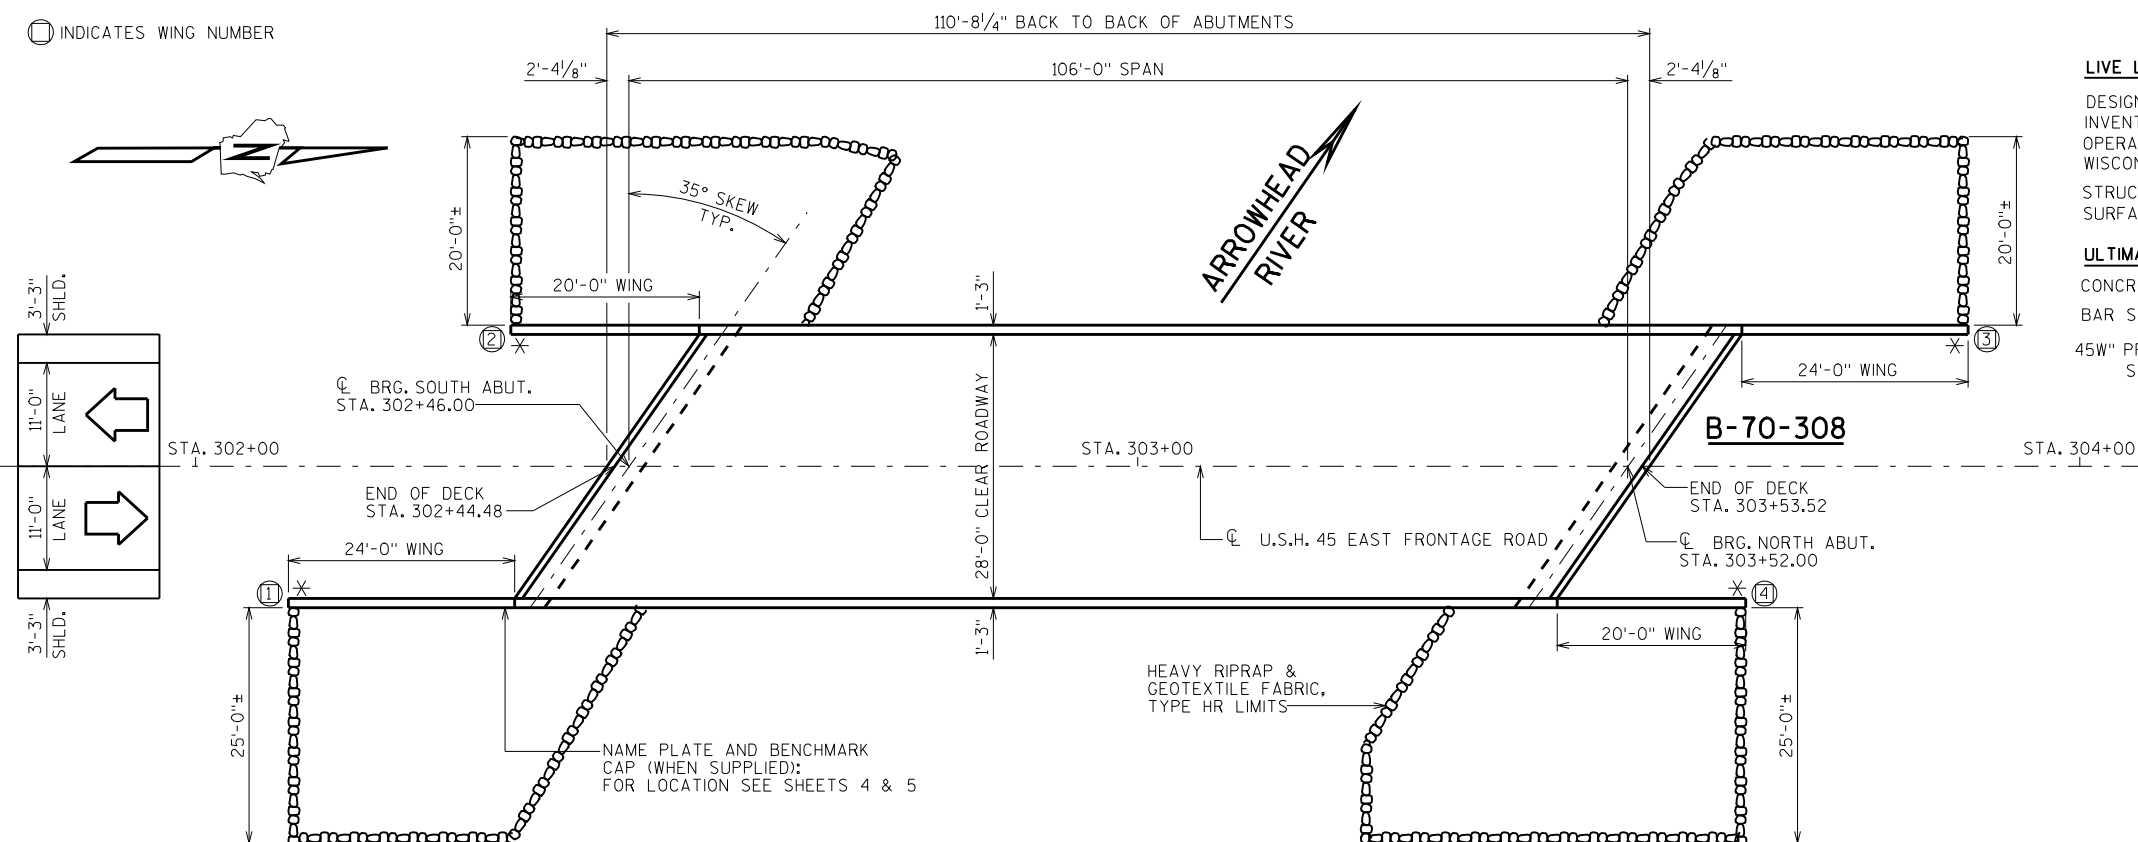 INDICATES WING NUMBER
110'-8 1/4" BACK TO BACK OF ABUTMENTS
2'-4 1/8"
106'-0" SPAN
2'-4 1/8"
LIVE L
DESIGN
INVENT
OPERA
WISCON
STRUC
SURFA
ULTIMA
CONCR
BAR S
45W" PR
S
Z
20'-0"±
35° SKEW
TYP.
ARROWHEAD
RIVER
20'-0"±
20'-0" WING
1'-3"
3'-3"
SHLD.
2
3
24'-0" WING
℄ BRG. SOUTH ABUT.
STA. 302+46.00
11'-0"
LANE
B-70-308
STA. 302+00
STA. 303+00
STA. 304+00
28'-0" CLEAR ROADWAY
END OF DECK
STA. 302+44.48
END OF DECK
STA. 303+53.52
11'-0"
LANE
℄ U.S.H. 45 EAST FRONTAGE ROAD
℄ BRG. NORTH ABUT.
STA. 303+52.00
24'-0" WING
1
4
3'-3"
SHLD.
1'-3"
20'-0" WING
25'-0"±
HEAVY RIPRAP &
GEOTEXTILE FABRIC,
TYPE HR LIMITS
25'-0"±
NAME PLATE AND BENCHMARK
CAP (WHEN SUPPLIED):
FOR LOCATION SEE SHEETS 4 & 5